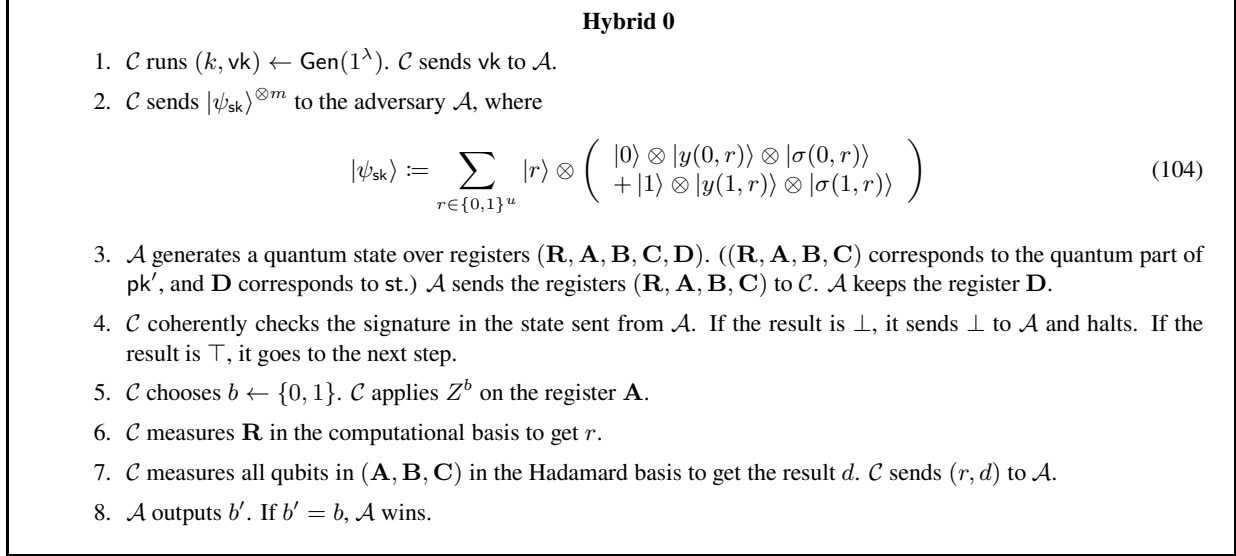 Hybrid 0
1. 𝒞 runs (k, vk) ← Gen(1^λ). 𝒞 sends vk to 𝒜.
2. 𝒞 sends |ψ_sk⟩^{⊗m} to the adversary 𝒜, where
|ψ_sk⟩ := ∑_{r∈{0,1}^u} |r⟩ ⊗ ( |0⟩ ⊗ |y(0, r)⟩ ⊗ |σ(0, r)⟩
+ |1⟩ ⊗ |y(1, r)⟩ ⊗ |σ(1, r)⟩ ) (104)
3. 𝒜 generates a quantum state over registers (R, A, B, C, D). ((R, A, B, C) corresponds to the quantum part of
pk′, and D corresponds to st.) 𝒜 sends the registers (R, A, B, C) to 𝒞. 𝒜 keeps the register D.
4. 𝒞 coherently checks the signature in the state sent from 𝒜. If the result is ⊥, it sends ⊥ to 𝒜 and halts. If the
result is ⊤, it goes to the next step.
5. 𝒞 chooses b ← {0, 1}. 𝒞 applies Z^b on the register A.
6. 𝒞 measures R in the computational basis to get r.
7. 𝒞 measures all qubits in (A, B, C) in the Hadamard basis to get the result d. 𝒞 sends (r, d) to 𝒜.
8. 𝒜 outputs b′. If b′ = b, 𝒜 wins.